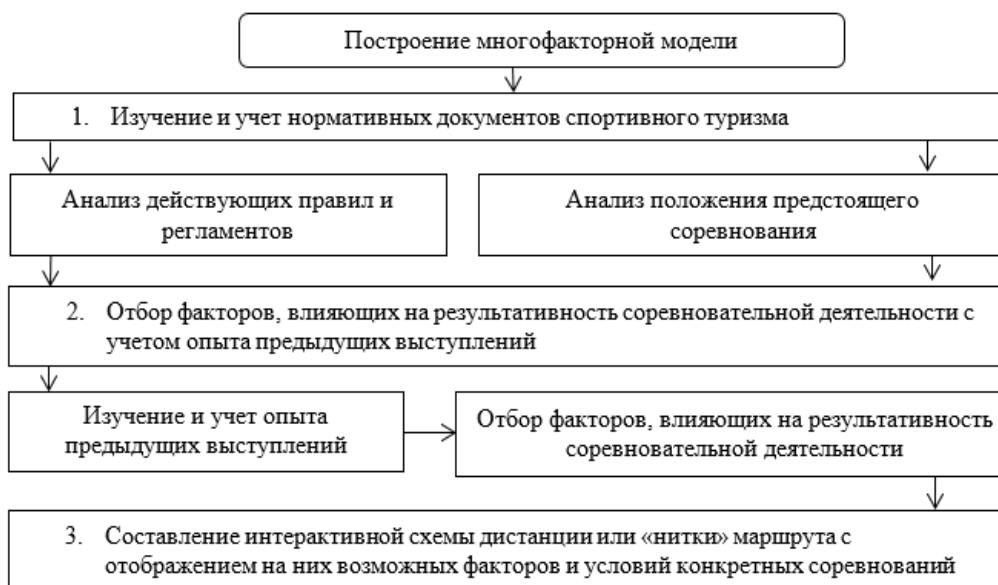 Построение многофакторной модели
1. Изучение и учет нормативных документов спортивного туризма
Анализ действующих правил и
регламентов
Анализ положения предстоящего
соревнования
2. Отбор факторов, влияющих на результативность соревновательной деятельности с
учетом опыта предыдущих выступлений
Изучение и учет опыта
предыдущих выступлений
Отбор факторов, влияющих на результативность
соревновательной деятельности
3. Составление интерактивной схемы дистанции или «нитки» маршрута с
отображением на них возможных факторов и условий конкретных соревнований